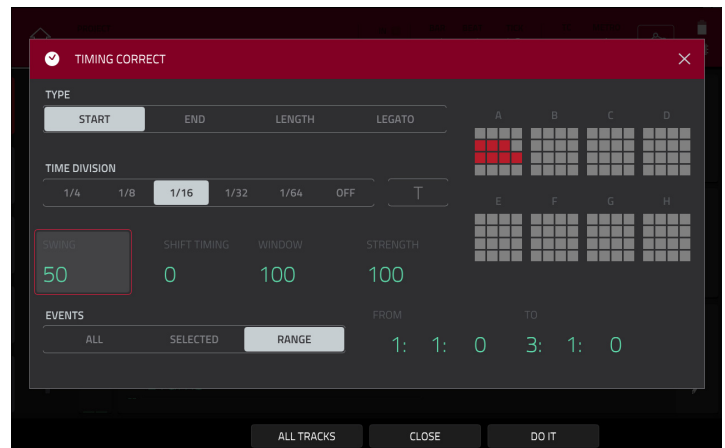 TIMING CORRECT
TYPE
START END LENGTH LEGATO
A B C D
TIME DIVISION
1/4 1/8 1/16 1/32 1/64 OFF T
E F G H
SWING SHIFT TIMING WINDOW STRENGTH
50 0 100 100
EVENTS FROM TO
ALL SELECTED RANGE 1: 1: 0 3: 1: 0
ALL TRACKS CLOSE DO IT